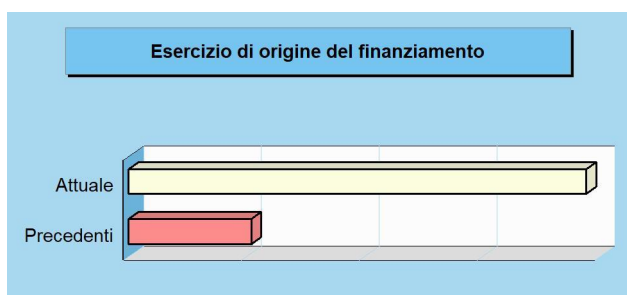 Esercizio di origine del finanziamento
Attuale
Precedenti